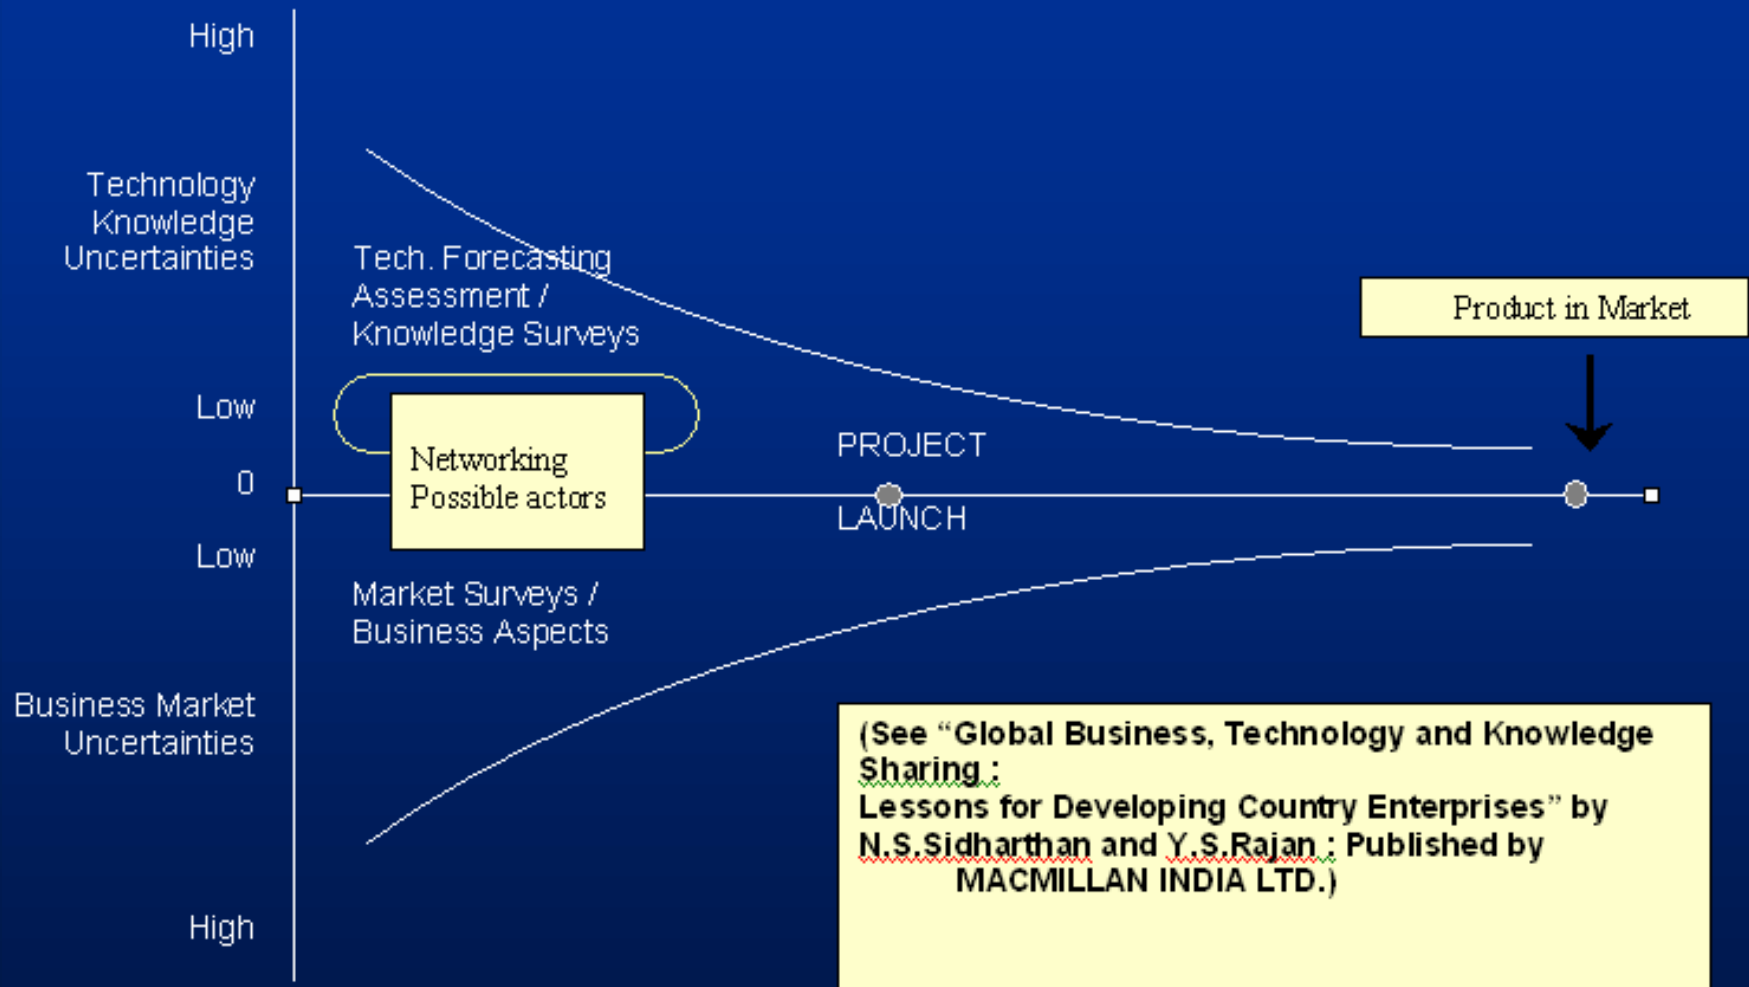 High
Technology
Knowledge
Uncertainties
Tech. Forecasting
Assessment /
Knowledge Surveys
Product in Market
Low
Networking
Possible actors
PROJECT
0
LAUNCH
Low
Market Surveys /
Business Aspects
Business Market
Uncertainties
(See “Global Business, Technology and Knowledge
Sharing :
Lessons for Developing Country Enterprises” by
N.S.Sidharthan and Y.S.Rajan : Published by
MACMILLAN INDIA LTD.)
High